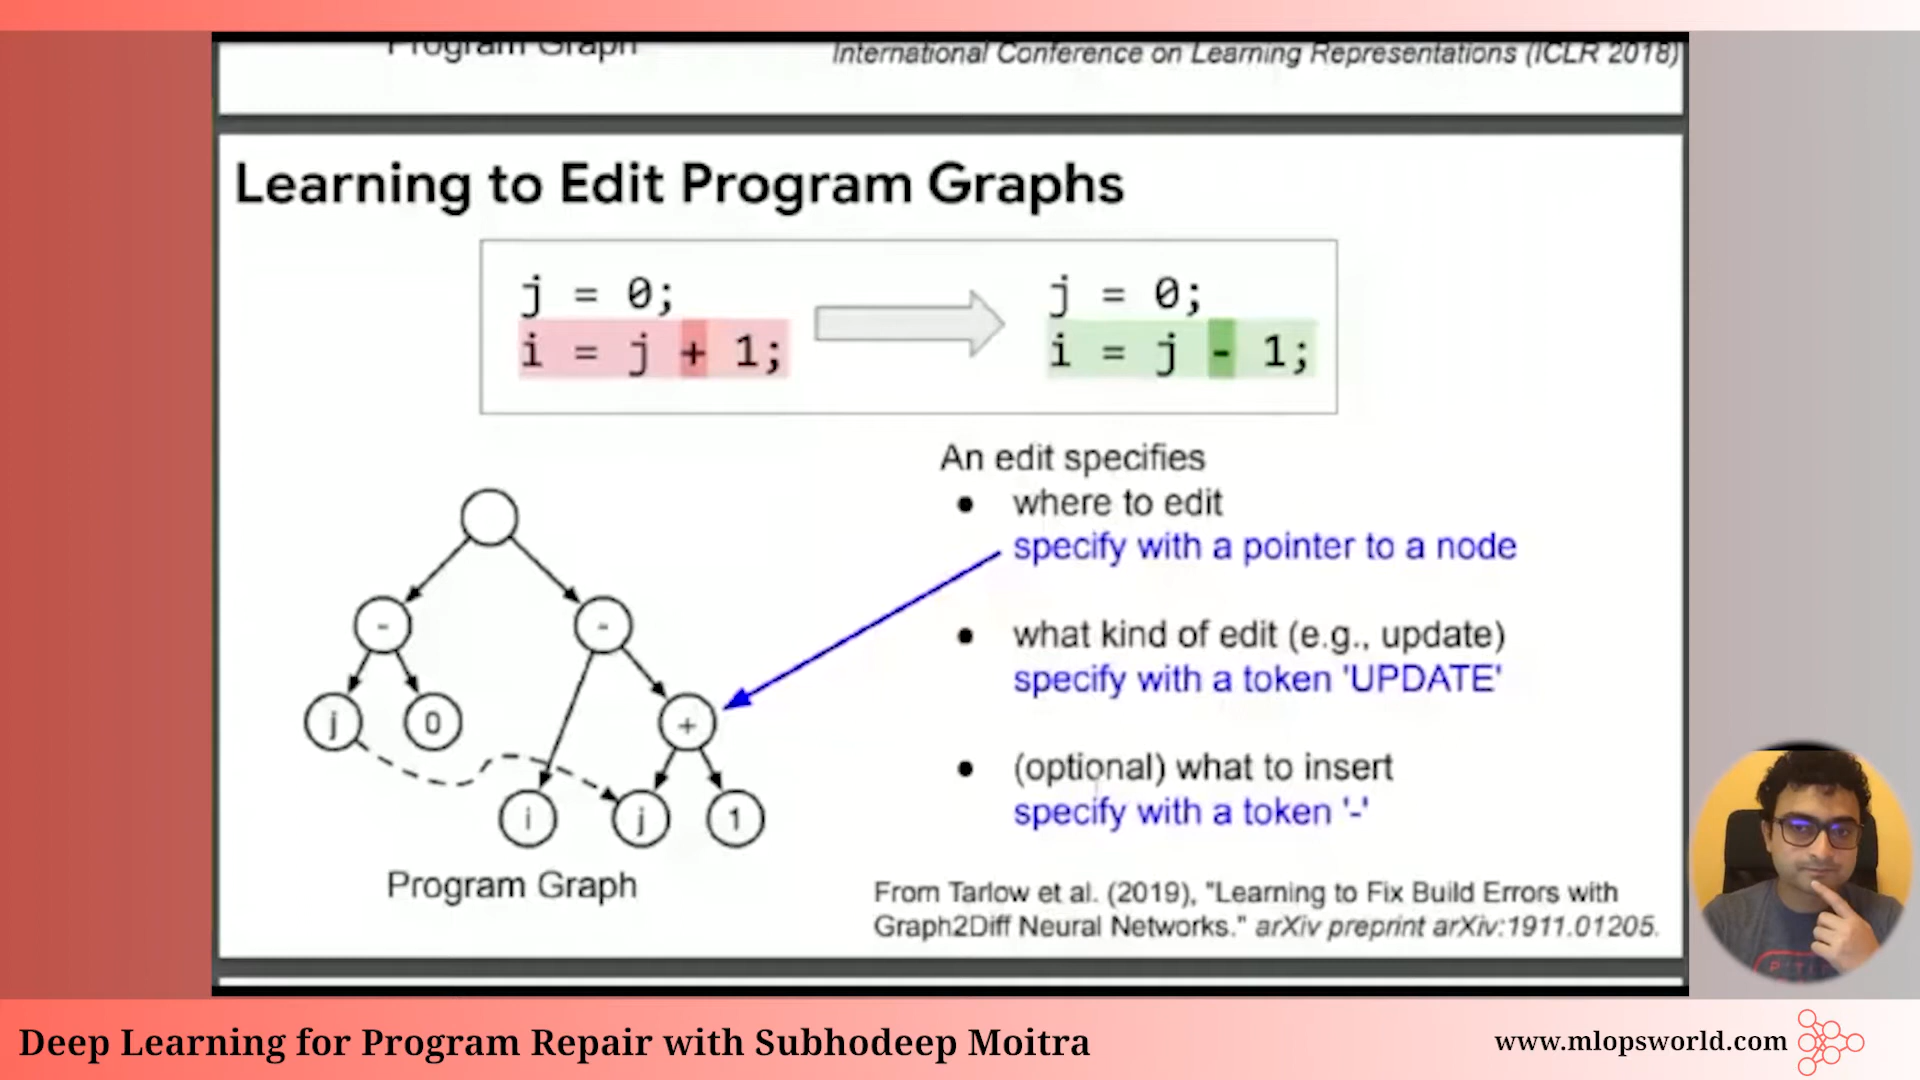 Program Graph
International Conference on Learning Representations (ICLR 2018)
Learning to Edit Program Graphs
j = 0;
i = j + 1;
j = 0;
i = j - 1;
An edit specifies
● where to edit
specify with a pointer to a node
● what kind of edit (e.g., update)
specify with a token 'UPDATE'
● (optional) what to insert
specify with a token '-'
-
-
j
0
+
i
j
1
Program Graph
From Tarlow et al. (2019), "Learning to Fix Build Errors with
Graph2Diff Neural Networks." arXiv preprint arXiv:1911.01205.
Deep Learning for Program Repair with Subhodeep Moitra
www.mlopsworld.com